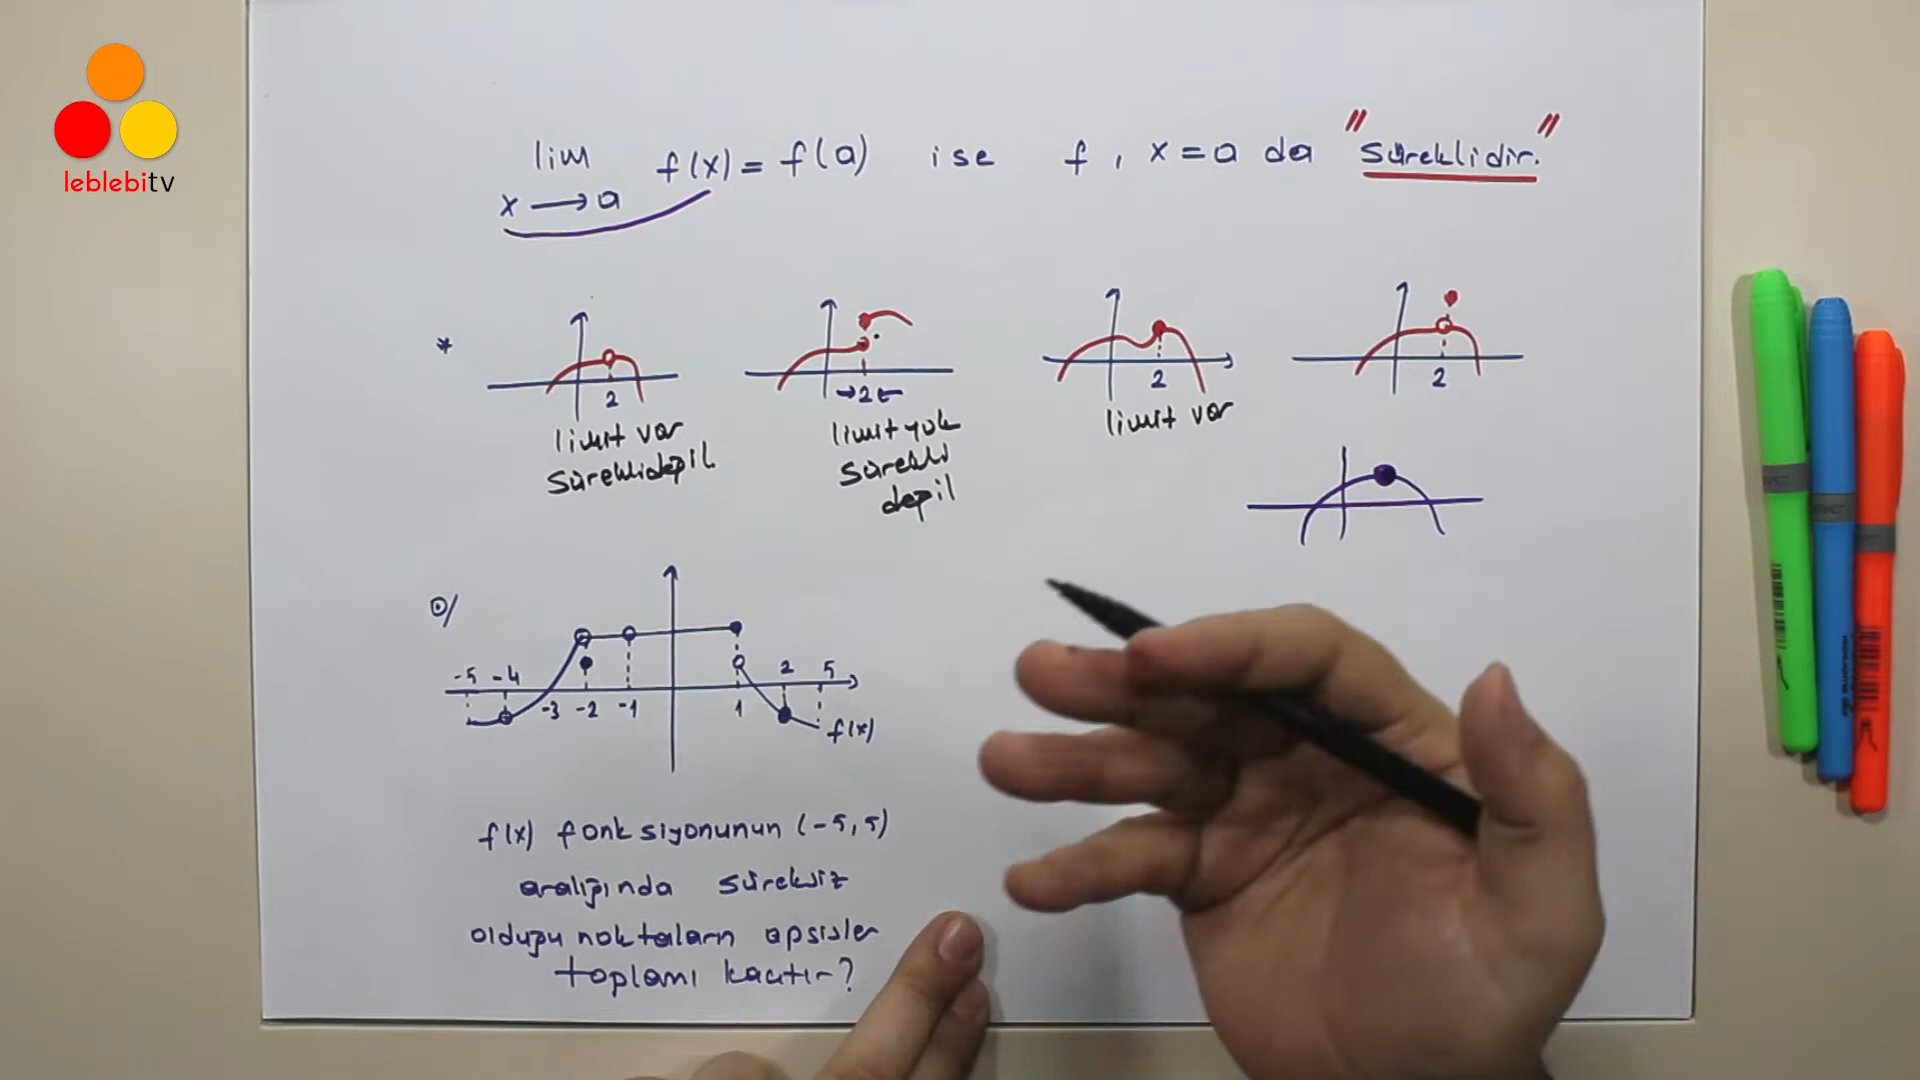 leblebitv
lim f(x) = f(a) ise f, x = a da "süreklidir."
x → a
*
2
limit var
sürekli değil.
→2←
limit yok
sürekli
değil
2
limit var
2
Ö/
-5 -4 -3 -2 -1 1 2 5
f(x)
f(x) fonksiyonunun (-5, 5)
aralığında süreksiz
olduğu noktaların apsisler
toplamı kaçtır?